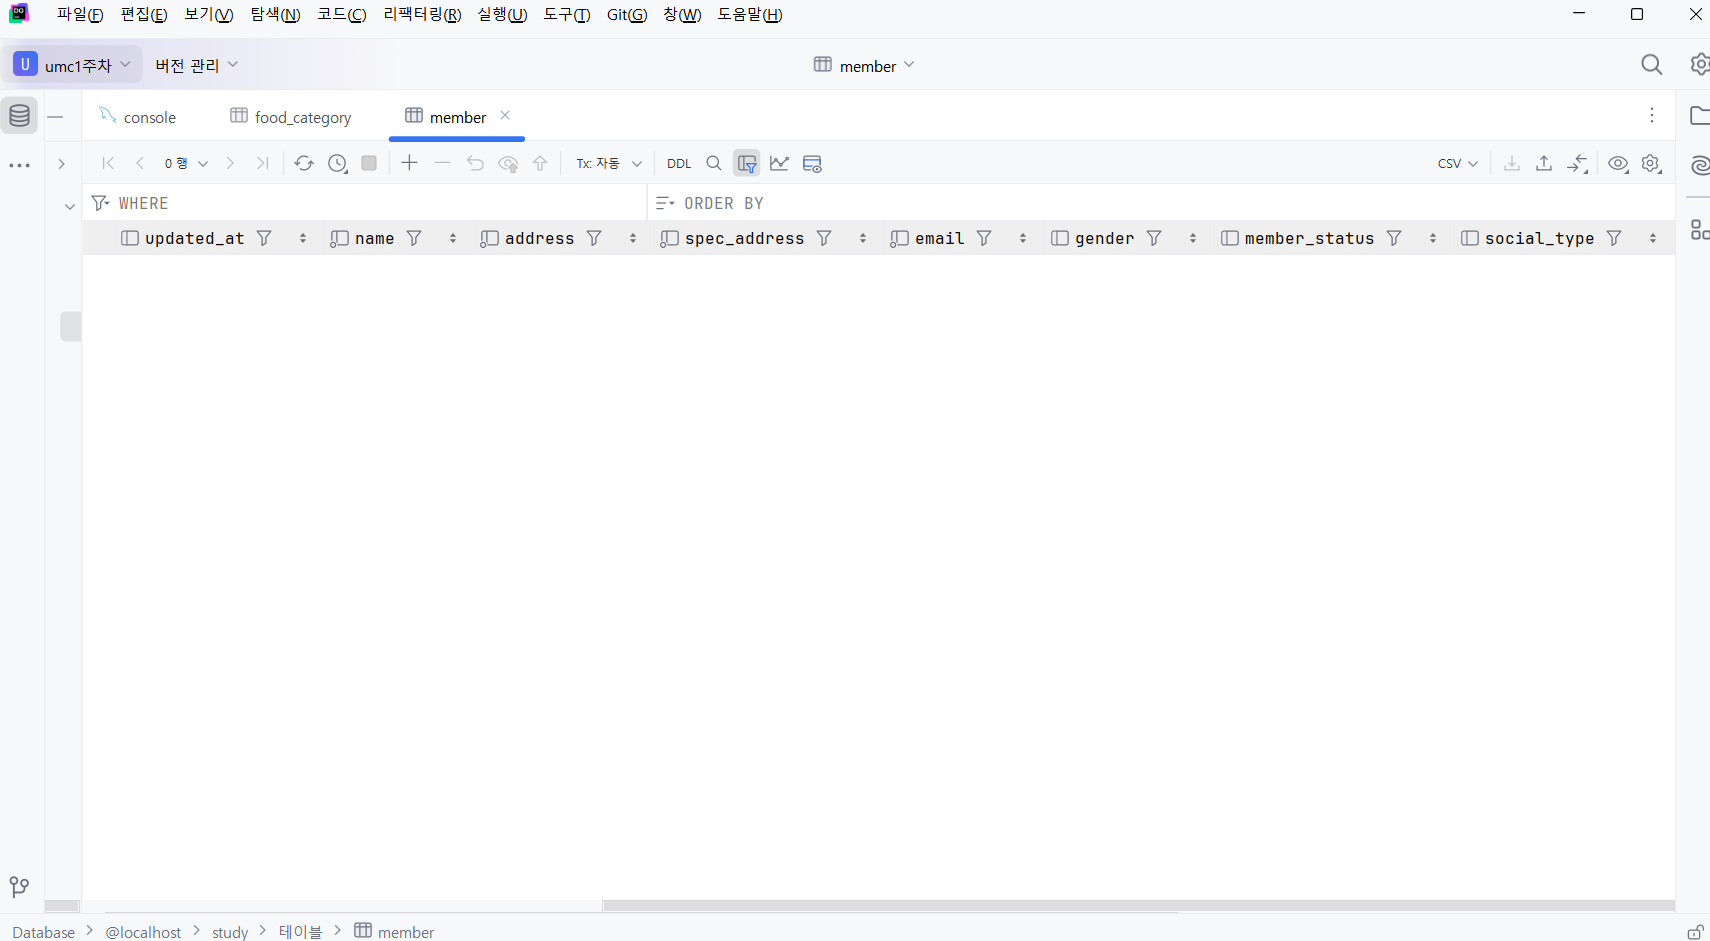 DG
파일(F) 편집(E) 보기(V) 탐색(N) 코드(C) 리팩터링(R) 실행(U) 도구(T) Git(G) 창(W) 도움말(H)
U umc1주차 버전 관리 member
console food_category member
0 행 Tx: 자동 DDL CSV
WHERE ORDER BY
updated_at name address spec_address email gender member_status social_type
Database @localhost study 테이블 member